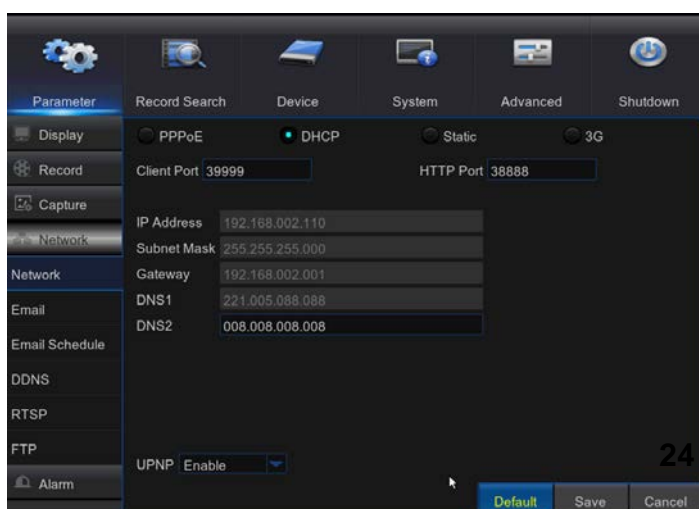 Parameter Record Search Device System Advanced Shutdown
Display
PPPoE DHCP Static 3G
Record
Client Port 39999 HTTP Port 38888
Capture
IP Address 192.168.002.110
Network
Subnet Mask 255.255.255.000
Network
Gateway 192.168.002.001
Email
DNS1 221.005.088.088
DNS2 008.008.008.008
Email Schedule
DDNS
RTSP
FTP
24
UPNP Enable
Alarm
Default Save Cancel